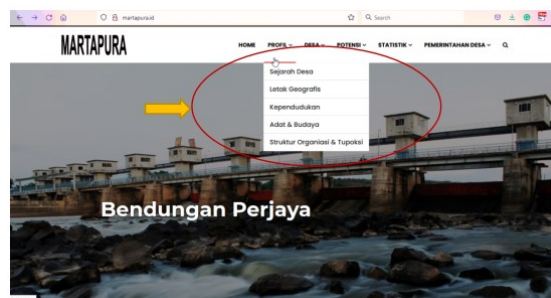 martapura.id
Search
MARTAPURA
HOME PROFIL DESA POTENSI STATISTIK PEMERINTAHAN DESA
Sejarah Desa
Letak Geografis
Kependudukan
Adat & Budaya
Struktur Organiasi & Tupoksi
Bendungan Perjaya